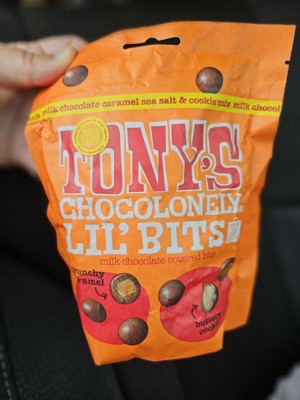 milk chocolate caramel sea salt & cookie mix milk chocol
TONY'S
CHOCOLONELY
LIL' BITS
milk chocolate covered bits
crunchy
caramel
buttery
cookie